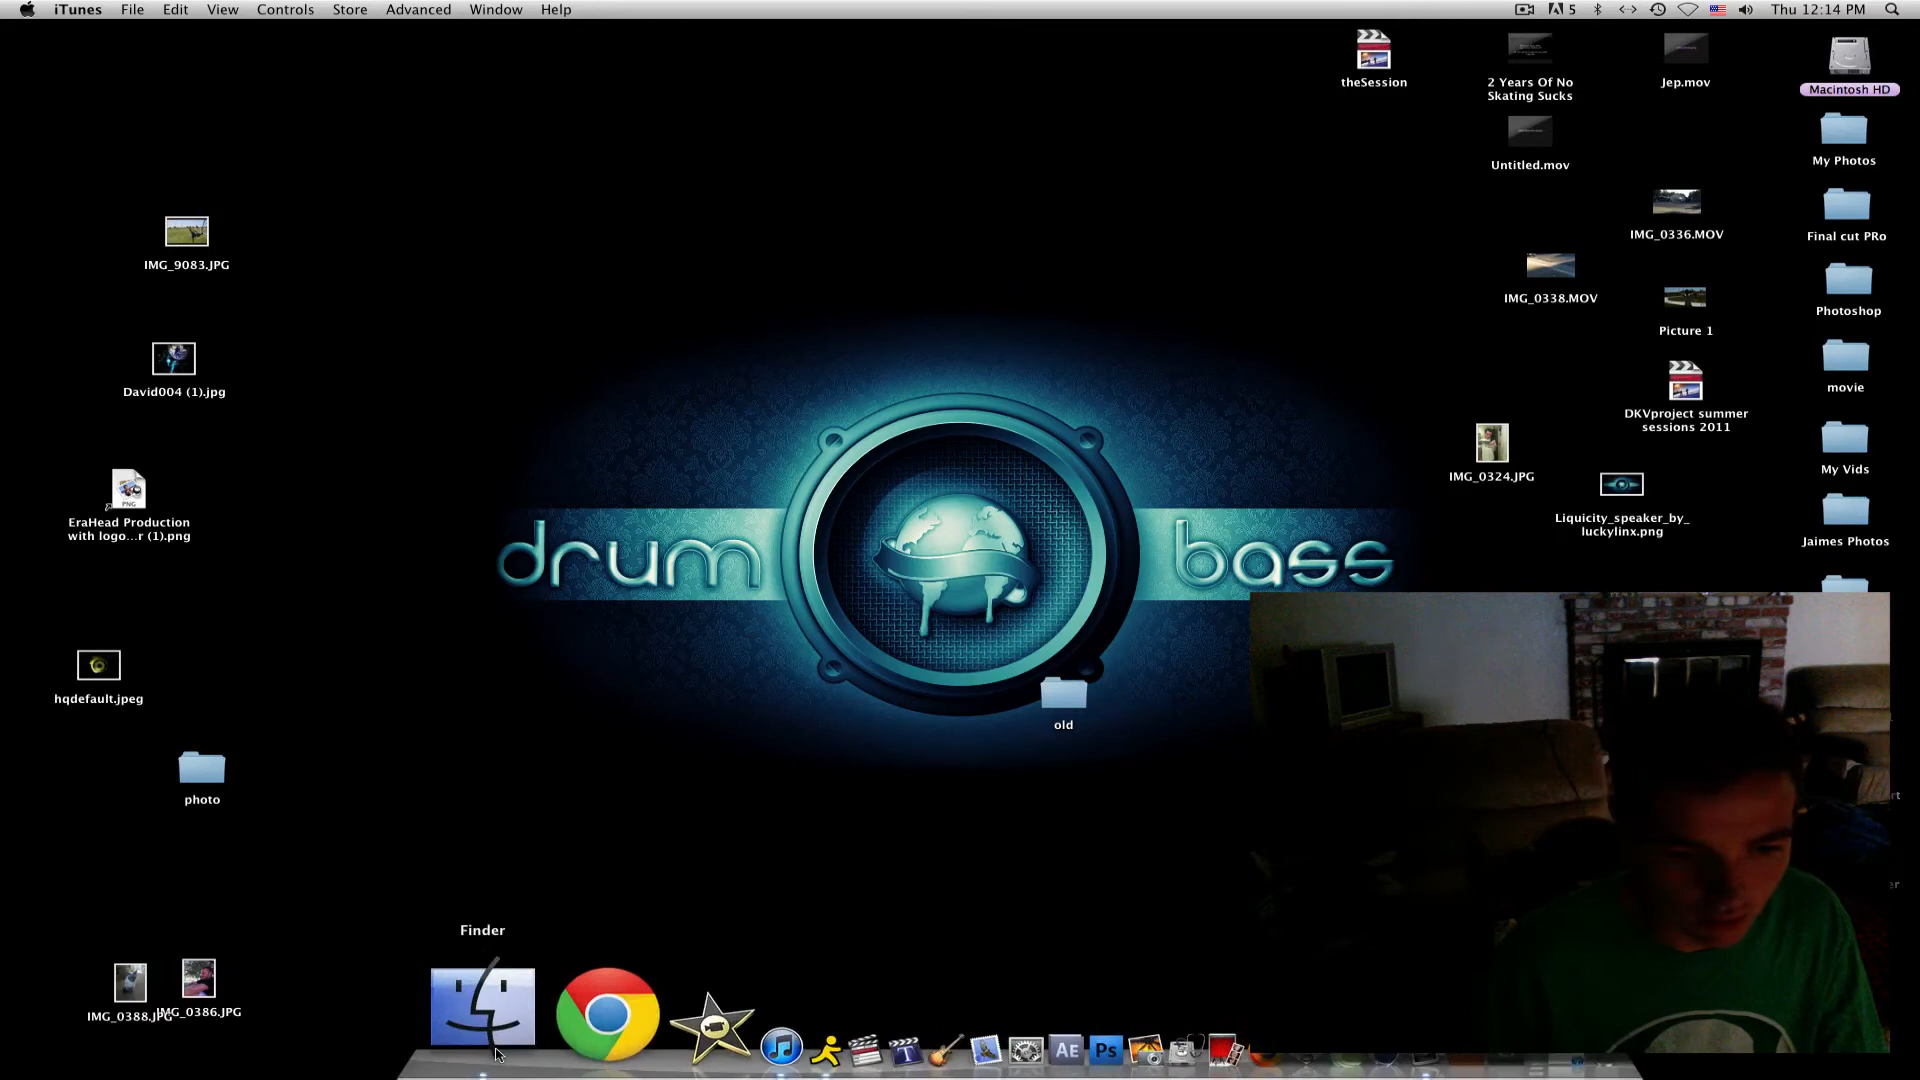 iTunes File Edit View Controls Store Advanced Window Help
5 Thu 12:14 PM
theSession
2 Years Of No
Skating Sucks
Jep.mov
Macintosh HD
Untitled.mov
My Photos
IMG_0336.MOV
Final cut PRo
IMG_9083.JPG
IMG_0338.MOV
Photoshop
Picture 1
David004 (1).jpg
movie
DKVproject summer
sessions 2011
My Vids
IMG_0324.JPG
Liquicity_speaker_by_
luckylinx.png
PNG
EraHead Production
with logo...r (1).png
Jaimes Photos
drum bass
hqdefault.jpeg
old
photo
Finder
IMG_0388.JPG
IMG_0386.JPG
T
AE
Ps